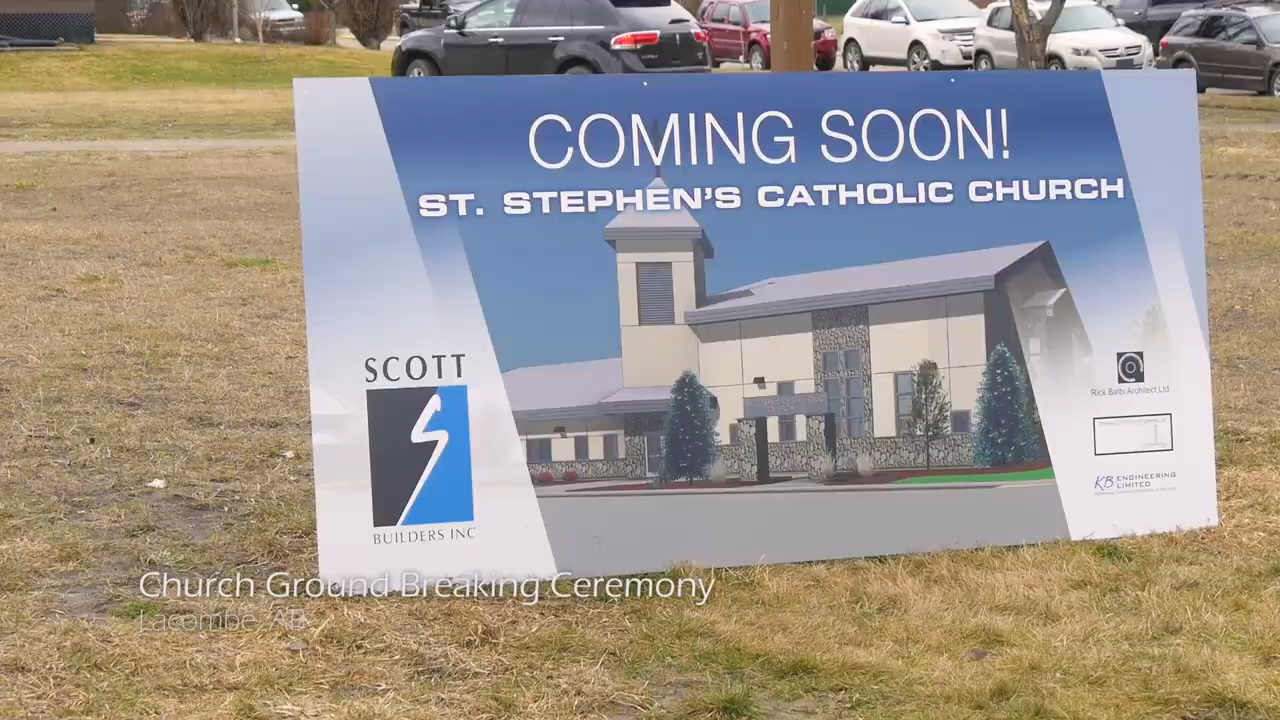 COMING SOON!
ST. STEPHEN'S CATHOLIC CHURCH
SCOTT
BUILDERS INC
Rick Balbi Architect Ltd
KB ENGINEERING
LIMITED
Church Ground Breaking Ceremony
Lacombe, AB